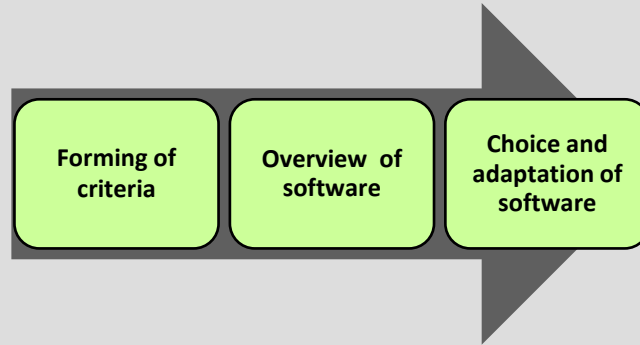 Forming of
criteria
Overview  of
software
Choice and
adaptation of
software